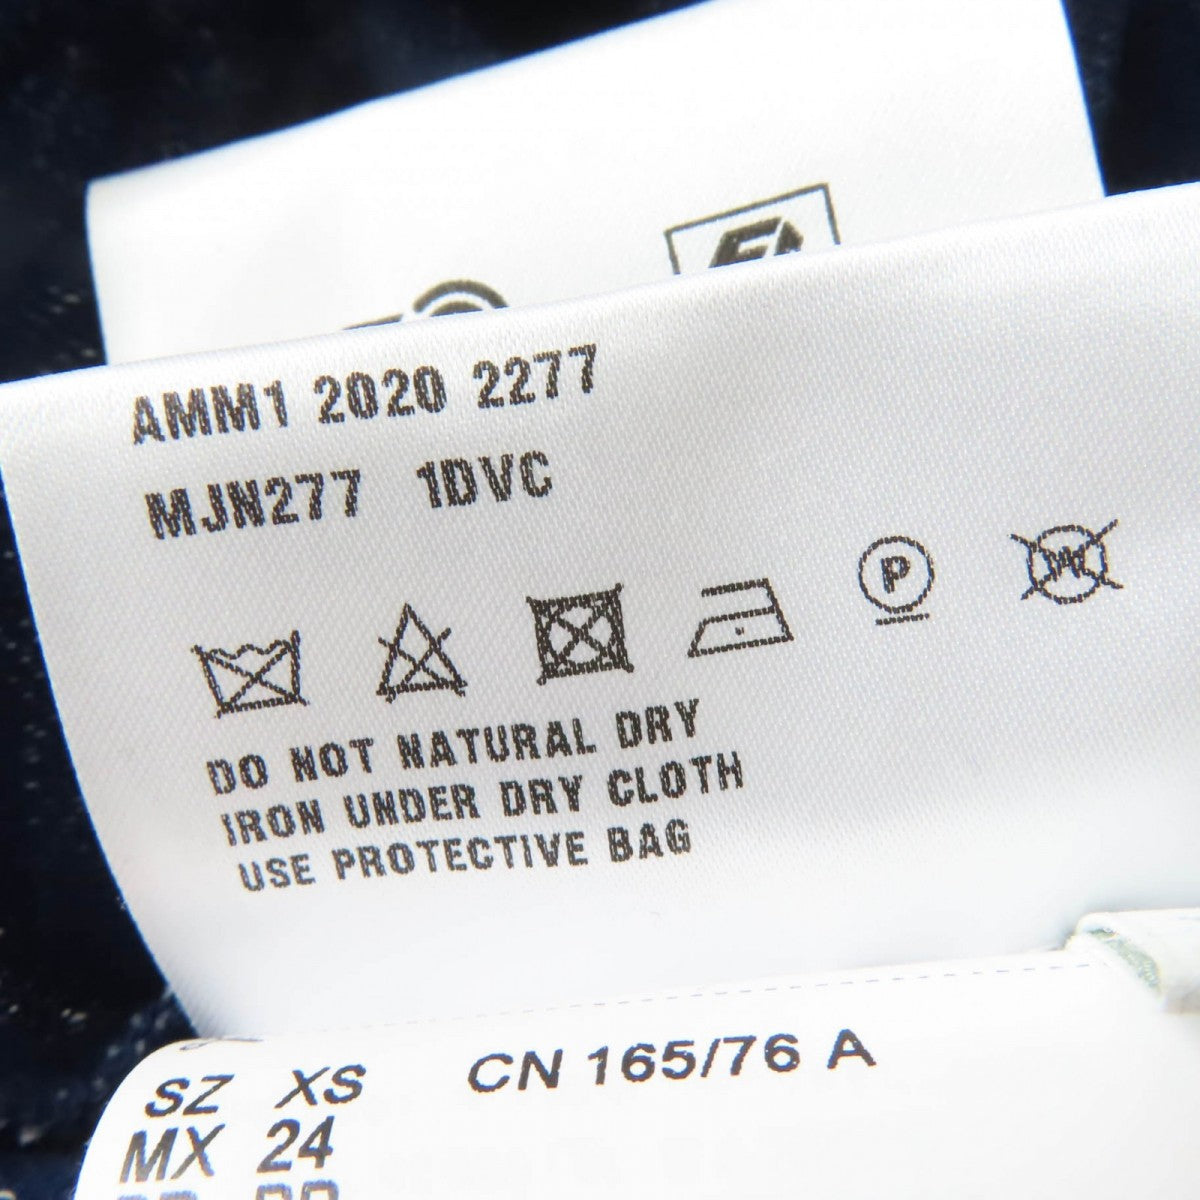 AMM1 2020 2277
MJN277 1DVC
P
W
DO NOT NATURAL DRY
IRON UNDER DRY CLOTH
USE PROTECTIVE BAG
SZ XS CN 165/76 A
MX 24